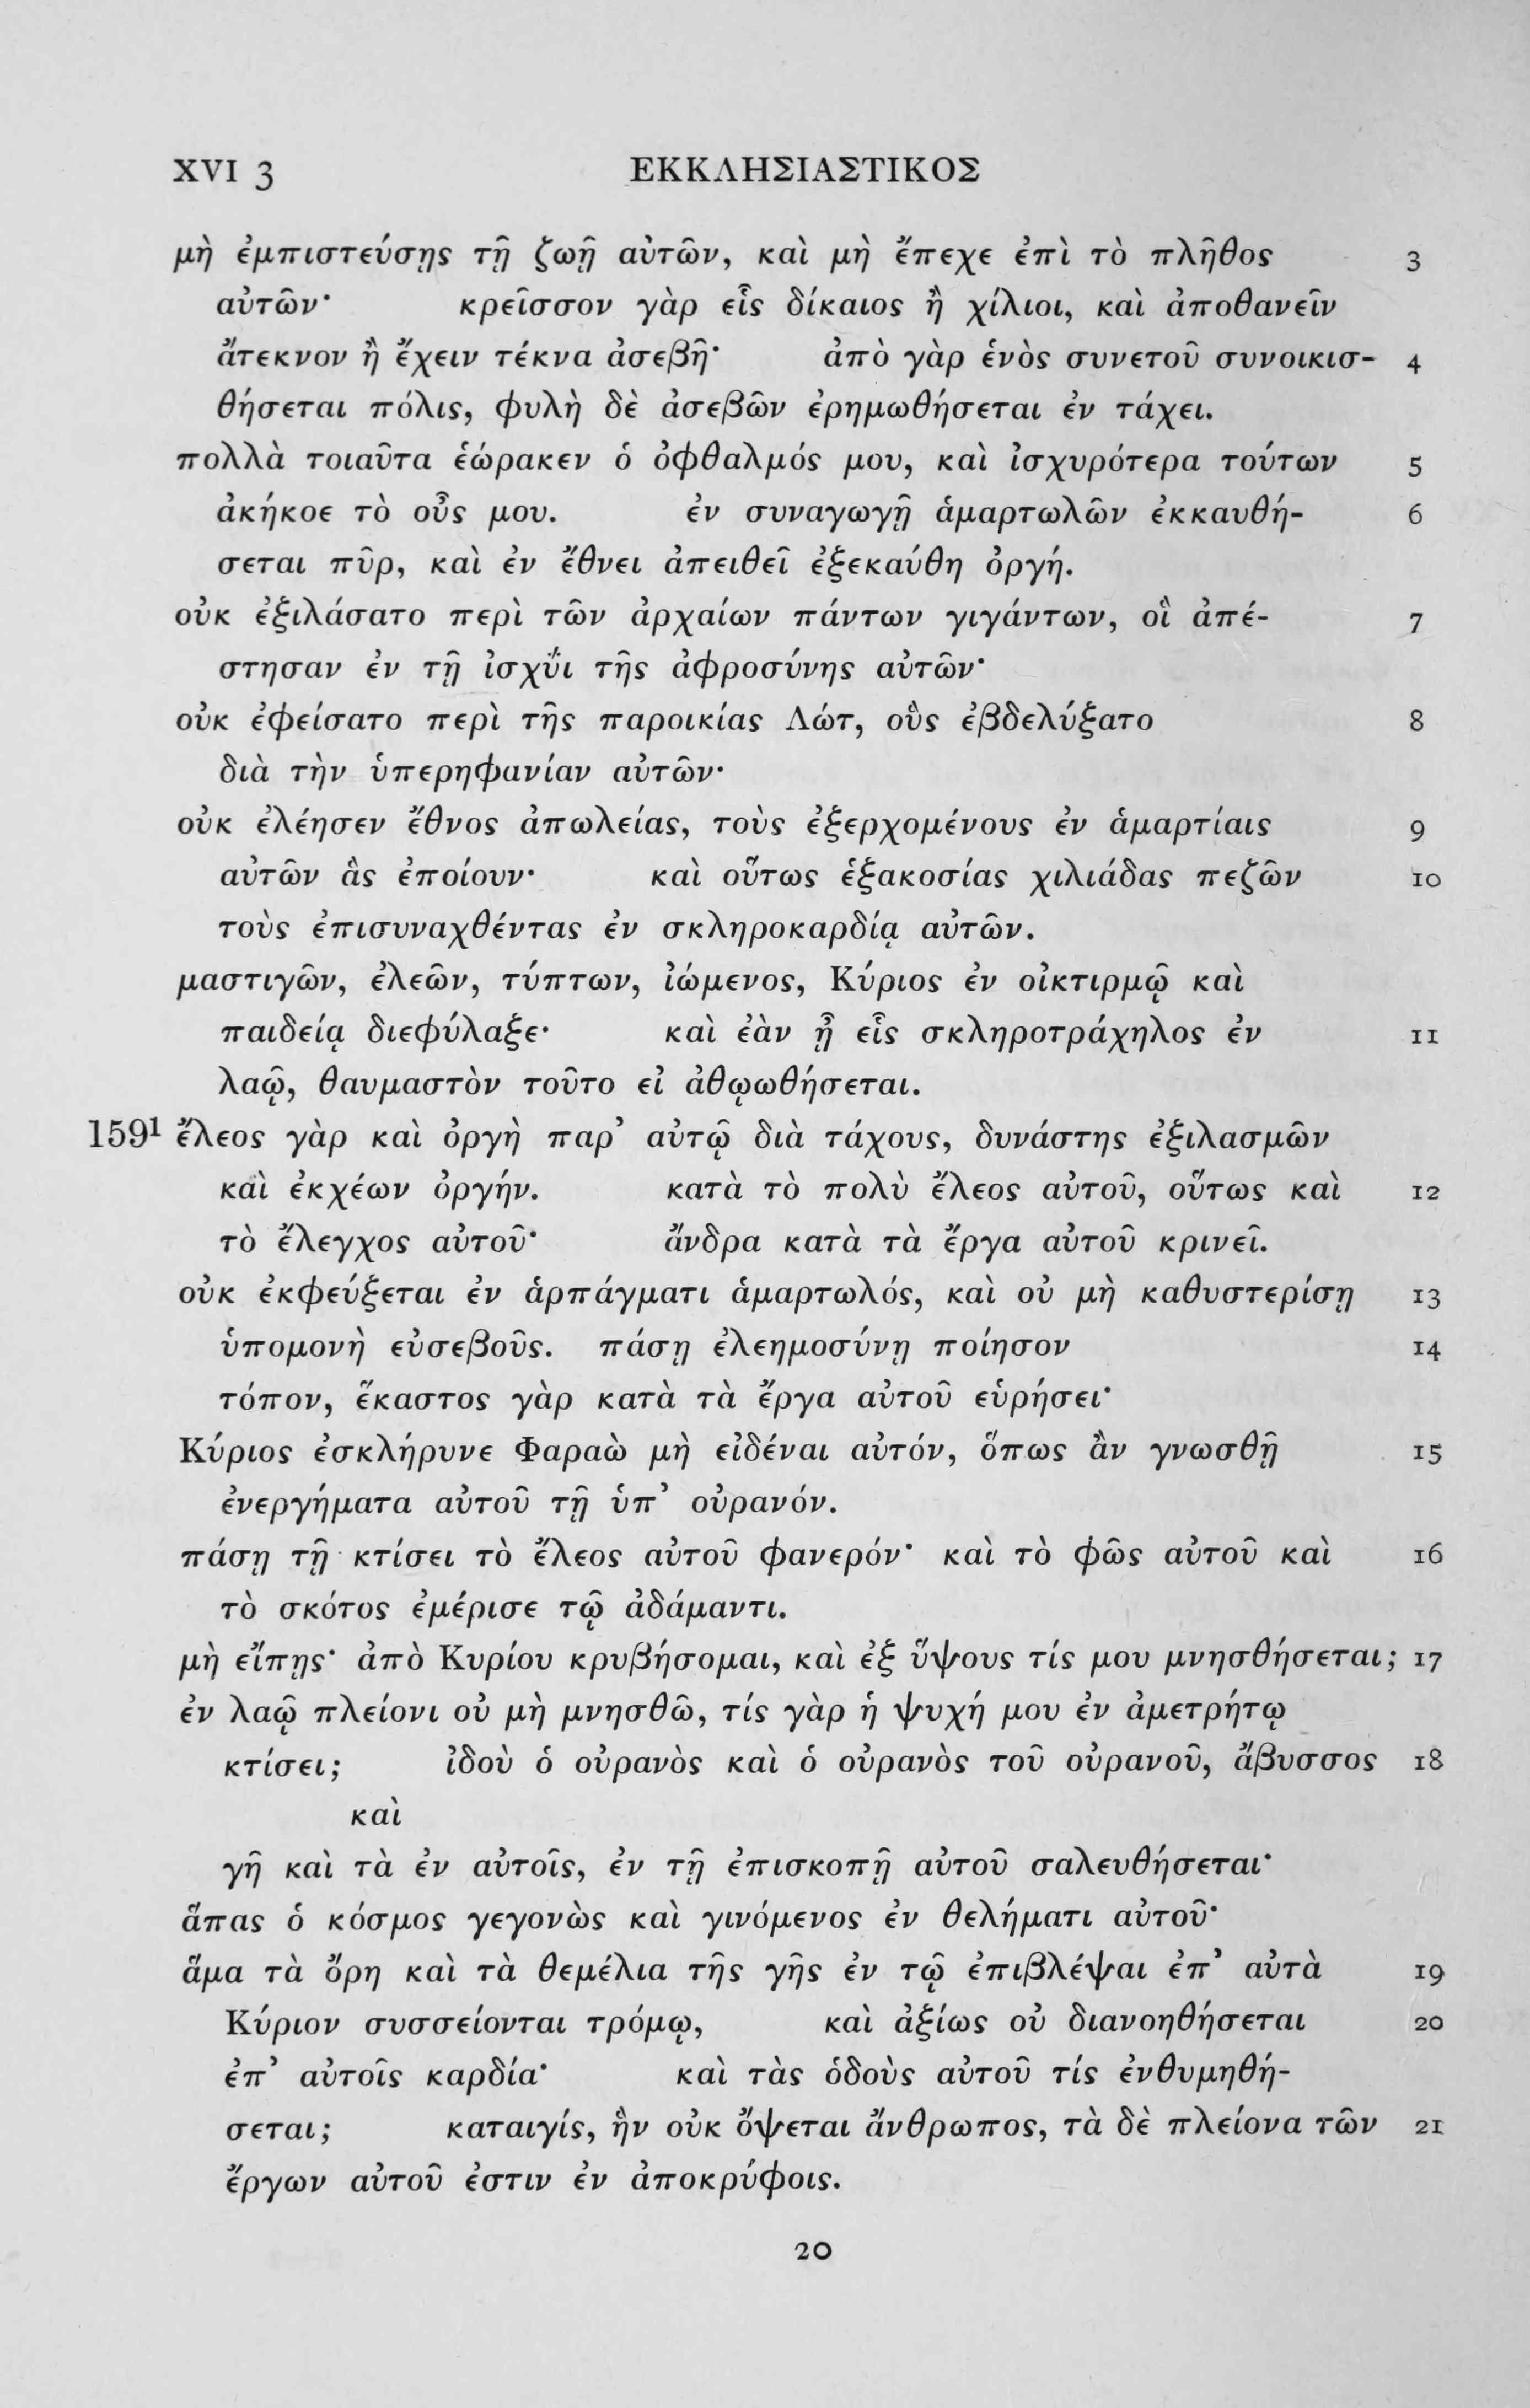 XVI 3 ΕΚΚΛΗΣΙΑΣΤΙΚΟΣ
μὴ ἐμπιστεύσῃς τῇ ζωῇ αὐτῶν, καὶ μὴ ἔπεχε ἐπὶ τὸ πλῆθος 3
αὐτῶν· κρεῖσσον γὰρ εἷς δίκαιος ἢ χίλιοι, καὶ ἀποθανεῖν
ἄτεκνον ἢ ἔχειν τέκνα ἀσεβῆ· ἀπὸ γὰρ ἑνὸς συνετοῦ συνοικισ- 4
θήσεται πόλις, φυλὴ δὲ ἀσεβῶν ἐρημωθήσεται ἐν τάχει.
πολλὰ τοιαῦτα ἑώρακεν ὁ ὀφθαλμός μου, καὶ ἰσχυρότερα τούτων 5
ἀκήκοε τὸ οὖς μου. ἐν συναγωγῇ ἁμαρτωλῶν ἐκκαυθή- 6
σεται πῦρ, καὶ ἐν ἔθνει ἀπειθεῖ ἐξεκαύθη ὀργή.
οὐκ ἐξιλάσατο περὶ τῶν ἀρχαίων πάντων γιγάντων, οἳ ἀπέ- 7
στησαν ἐν τῇ ἰσχΰι τῆς ἀφροσύνης αὐτῶν·
οὐκ ἐφείσατο περὶ τῆς παροικίας Λώτ, οὓς ἐβδελύξατο 8
διὰ τὴν ὑπερηφανίαν αὐτῶν·
οὐκ ἐλέησεν ἔθνος ἀπωλείας, τοὺς ἐξερχομένους ἐν ἁμαρτίαις 9
αὐτῶν ἃς ἐποίουν· καὶ οὕτως ἑξακοσίας χιλιάδας πεζῶν 10
τοὺς ἐπισυναχθέντας ἐν σκληροκαρδίᾳ αὐτῶν.
μαστιγῶν, ἐλεῶν, τύπτων, ἰώμενος, Κύριος ἐν οἰκτιρμῷ καὶ
παιδείᾳ διεφύλαξε· καὶ ἐὰν ᾖ εἷς σκληροτράχηλος ἐν 11
λαῷ, θαυμαστὸν τοῦτο εἰ ἀθῳωθήσεται.
159¹ ἔλεος γὰρ καὶ ὀργὴ παρ᾽ αὐτῷ διὰ τάχους, δυνάστης ἐξιλασμῶν
καὶ ἐκχέων ὀργήν. κατὰ τὸ πολὺ ἔλεος αὐτοῦ, οὕτως καὶ 12
τὸ ἔλεγχος αὐτοῦ· ἄνδρα κατὰ τὰ ἔργα αὐτοῦ κρινεῖ.
οὐκ ἐκφεύξεται ἐν ἁρπάγματι ἁμαρτωλός, καὶ οὐ μὴ καθυστερίσῃ 13
ὑπομονὴ εὐσεβοῦς. πάσῃ ἐλεημοσύνῃ ποίησον 14
τόπον, ἕκαστος γὰρ κατὰ τὰ ἔργα αὐτοῦ εὑρήσει·
Κύριος ἐσκλήρυνε Φαραὼ μὴ εἰδέναι αὐτόν, ὅπως ἂν γνωσθῇ 15
ἐνεργήματα αὐτοῦ τῇ ὑπ᾽ οὐρανόν.
πάσῃ τῇ κτίσει τὸ ἔλεος αὐτοῦ φανερόν· καὶ τὸ φῶς αὐτοῦ καὶ 16
τὸ σκότος ἐμέρισε τῷ ἀδάμαντι.
μὴ εἴπῃς· ἀπὸ Κυρίου κρυβήσομαι, καὶ ἐξ ὕψους τίς μου μνησθήσεται; 17
ἐν λαῷ πλείονι οὐ μὴ μνησθῶ, τίς γὰρ ἡ ψυχή μου ἐν ἀμετρήτῳ
κτίσει; ἰδοὺ ὁ οὐρανὸς καὶ ὁ οὐρανὸς τοῦ οὐρανοῦ, ἄβυσσος 18
καὶ
γῆ καὶ τὰ ἐν αὐτοῖς, ἐν τῇ ἐπισκοπῇ αὐτοῦ σαλευθήσεται·
ἅπας ὁ κόσμος γεγονὼς καὶ γινόμενος ἐν θελήματι αὐτοῦ·
ἅμα τὰ ὄρη καὶ τὰ θεμέλια τῆς γῆς ἐν τῷ ἐπιβλέψαι ἐπ᾽ αὐτὰ 19
Κύριον συσσείονται τρόμῳ, καὶ ἀξίως οὐ διανοηθήσεται 20
ἐπ᾽ αὐτοῖς καρδία· καὶ τὰς ὁδοὺς αὐτοῦ τίς ἐνθυμηθή-
σεται; καταιγίς, ἣν οὐκ ὄψεται ἄνθρωπος, τὰ δὲ πλείονα τῶν 21
ἔργων αὐτοῦ ἐστιν ἐν ἀποκρύφοις.
20